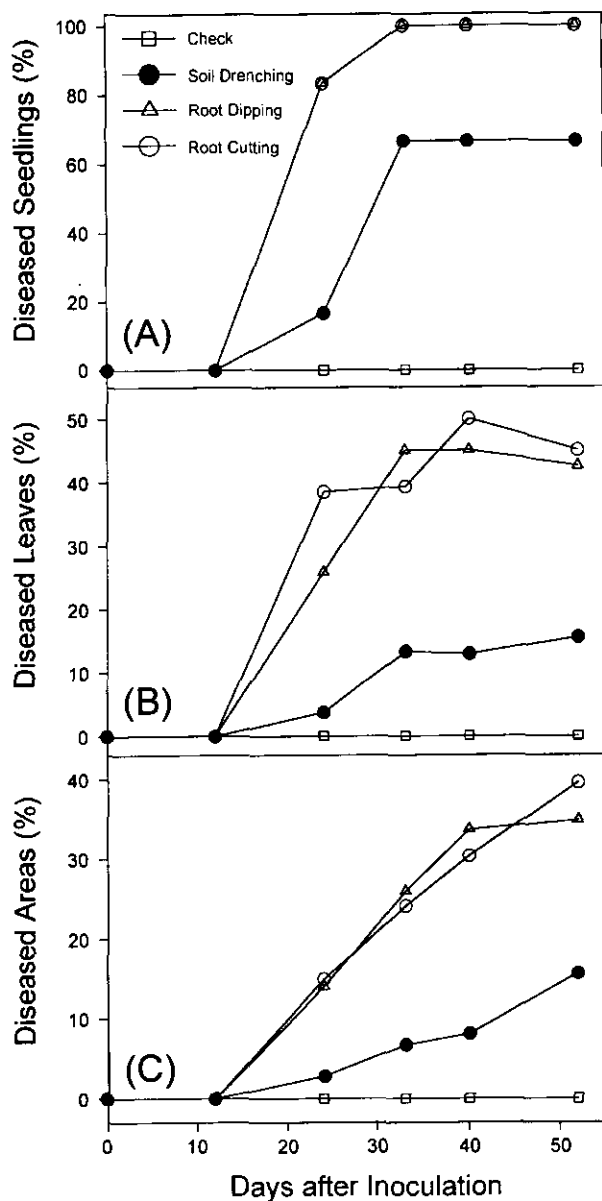 100
80
60
40
20
0
Diseased Seedlings (%)
Check
Soil Drenching
Root Dipping
Root Cutting
(A)
50
40
30
20
10
0
Diseased Leaves (%)
(B)
40
30
20
10
0
Diseased Areas (%)
(C)
0 10 20 30 40 50
Days after Inoculation